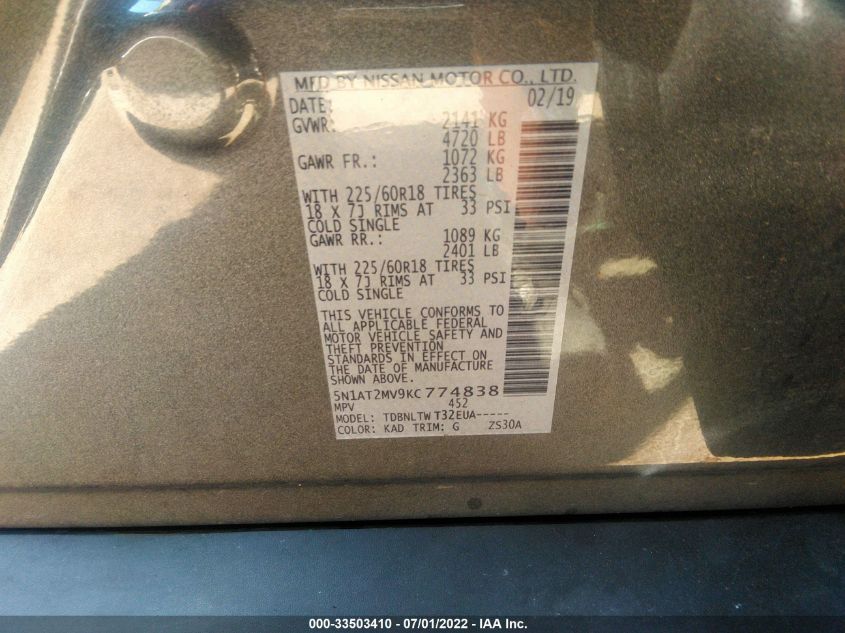 MFD BY NISSAN MOTOR CO., LTD.
DATE: 02/19
GVWR: 2141 KG
4720 LB
GAWR FR.: 1072 KG
2363 LB
WITH 225/60R18 TIRES
18 X 7J RIMS AT 33 PSI
COLD SINGLE
GAWR RR.: 1089 KG
2401 LB
WITH 225/60R18 TIRES
18 X 7J RIMS AT 33 PSI
COLD SINGLE
THIS VEHICLE CONFORMS TO
ALL APPLICABLE FEDERAL
MOTOR VEHICLE SAFETY AND
THEFT PREVENTION
STANDARDS IN EFFECT ON
THE DATE OF MANUFACTURE
SHOWN ABOVE.
5N1AT2MV9KC774838
MPV 452
MODEL: TDBNLTW T32EUA-----
COLOR: KAD TRIM: G ZS30A
000-33503410 - 07/01/2022 - IAA Inc.